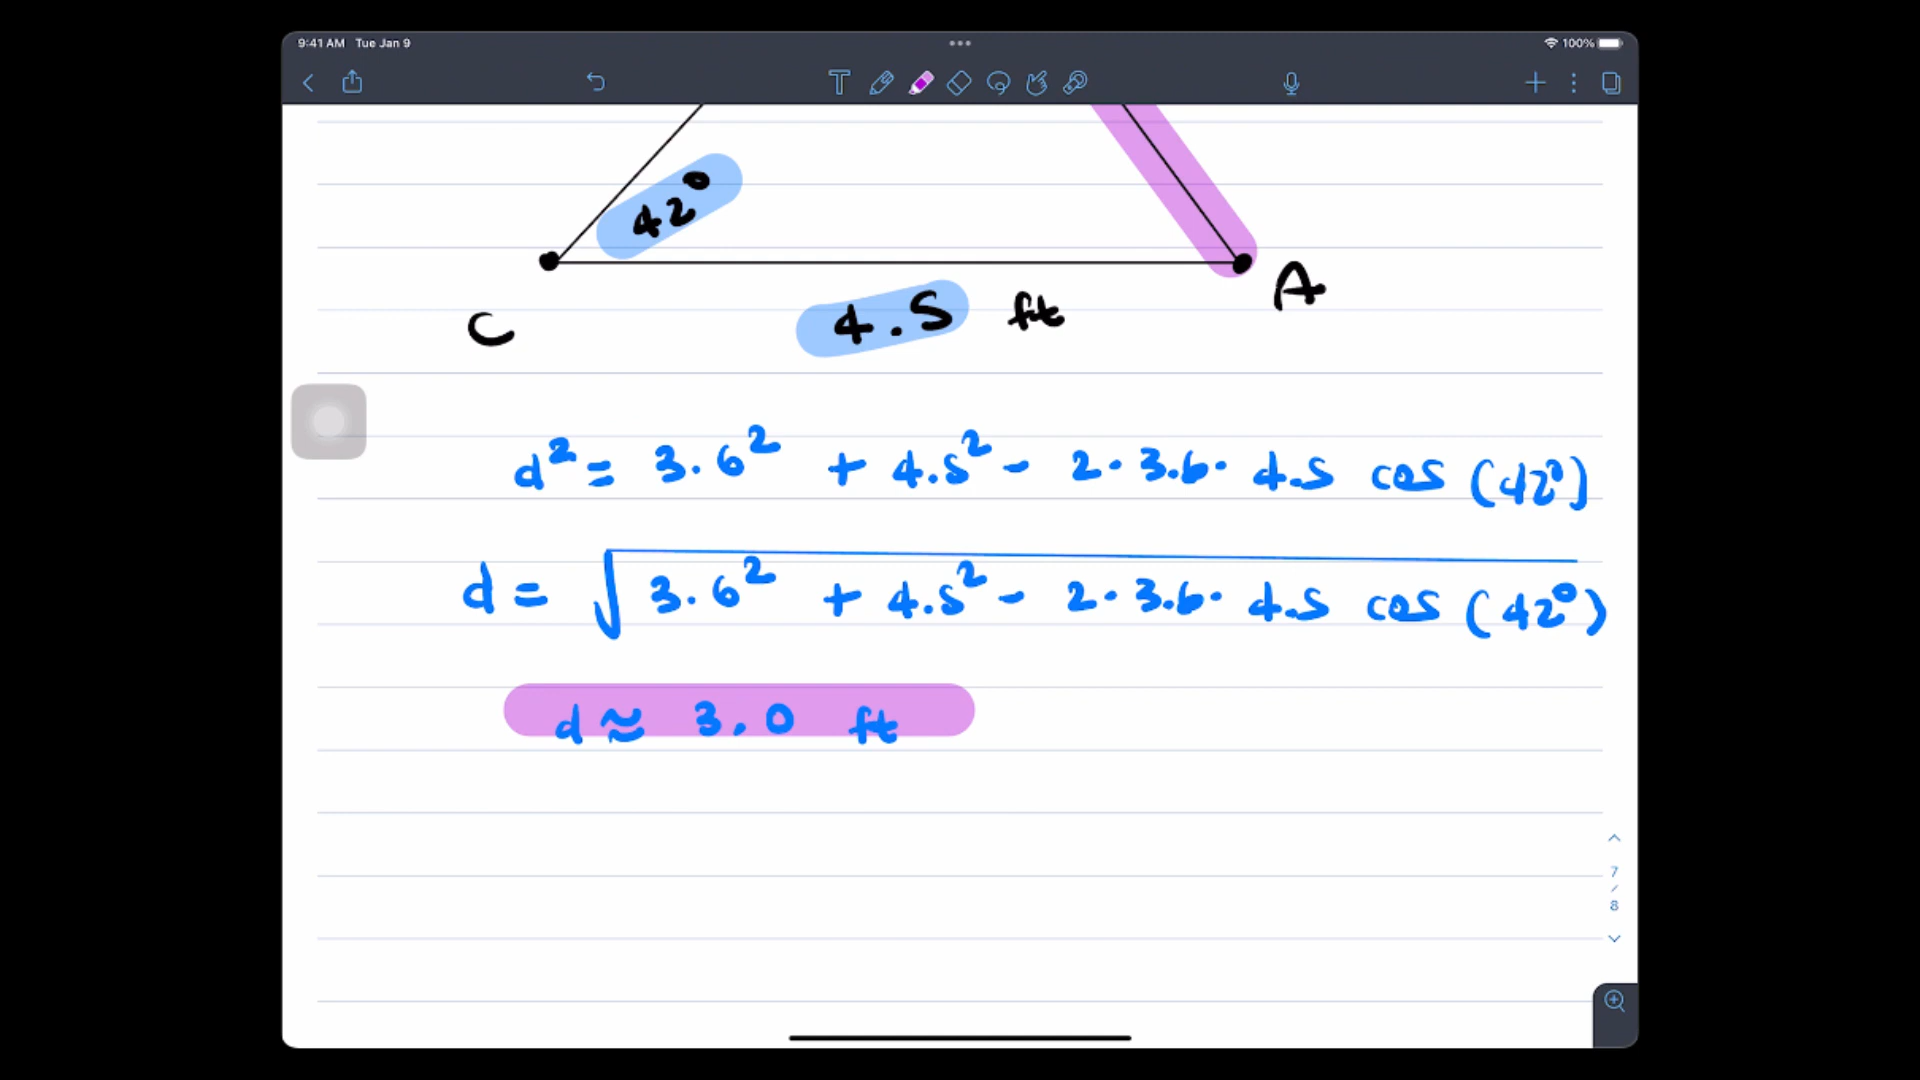 9:41 AM Tue Jan 9
100%
42°
4.5 ft
A
C
d² = 3.6² + 4.5² - 2 · 3.6 · 4.5 cos (42°)
d = √3.6² + 4.5² - 2 · 3.6 · 4.5 cos (42°)
d ≈ 3.0 ft
7
/
8